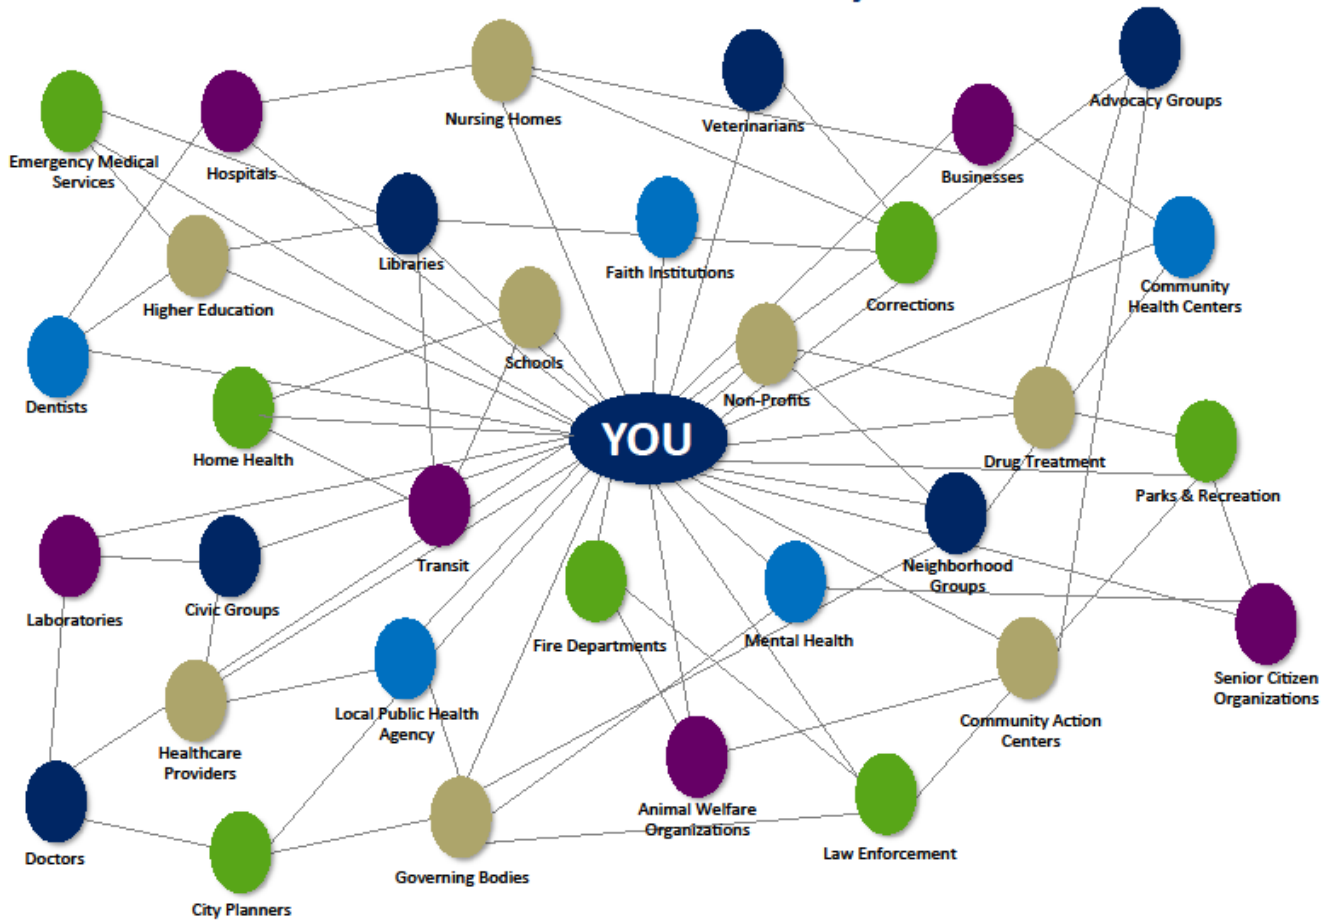 Advocacy Groups
Nursing Homes
Veterinarians
Emergency Medical
Services
Hospitals
Businesses
Libraries
Faith Institutions
Community
Health Centers
Higher Education
Corrections
Schools
Dentists
Non-Profits
YOU
Home Health
Drug Treatment
Parks & Recreation
Transit
Neighborhood
Groups
Laboratories
Civic Groups
Fire Departments
Mental Health
Senior Citizen
Organizations
Local Public Health
Agency
Community Action
Centers
Healthcare
Providers
Animal Welfare
Organizations
Law Enforcement
Doctors
Governing Bodies
City Planners